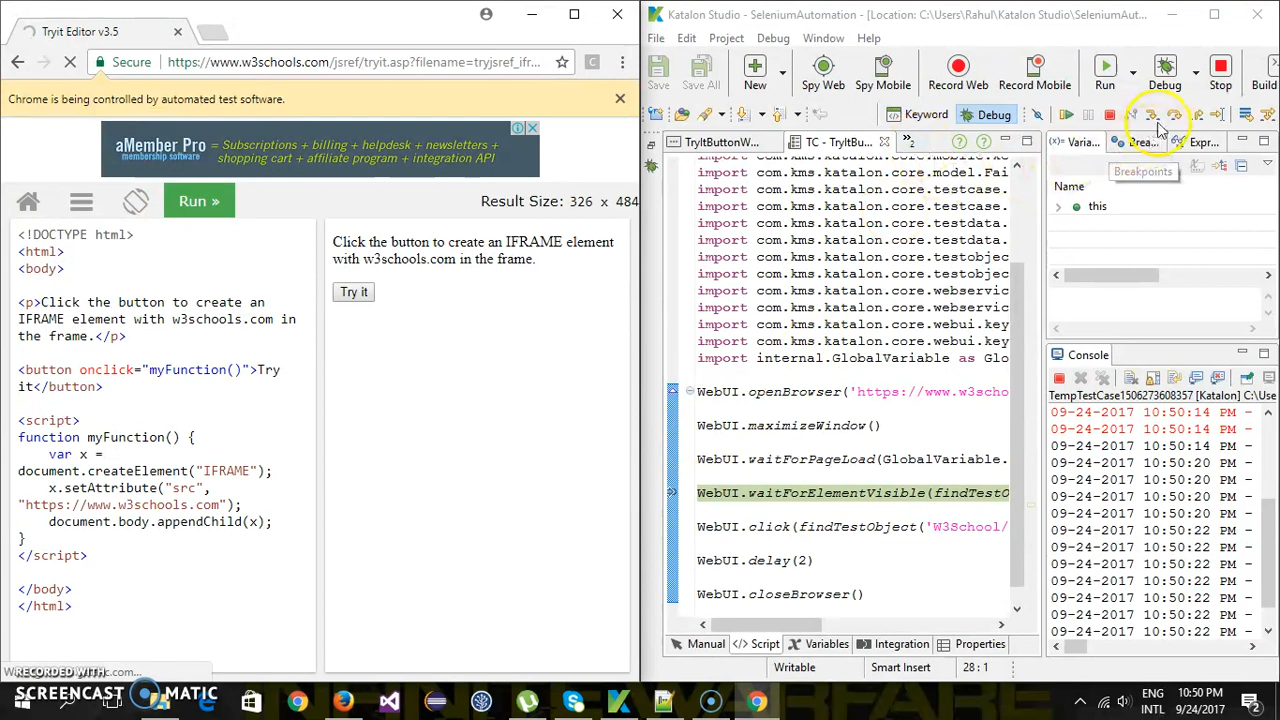 Tryit Editor v3.5
Secure
https://www.w3schools.com/jsref/tryit.asp?filename=tryjsref_ifr...
C
Chrome is being controlled by automated test software.
aMember Pro
membership software
= Subscriptions + billing + helpdesk + newsletters +
shopping cart + affiliate program + integration API
Run »
Result Size: 326 x 484
<!DOCTYPE html>
<html>
<body>
<p>Click the button to create an
IFRAME element with w3schools.com in
the frame.</p>
<button onclick="myFunction()">Try
it</button>
<script>
function myFunction() {
var x =
document.createElement("IFRAME");
x.setAttribute("src",
"https://www.w3schools.com");
document.body.appendChild(x);
}
</script>
</body>
</html>
Click the button to create an IFRAME element
with w3schools.com in the frame.
Try it
Katalon Studio - SeleniumAutomation - [Location: C:\Users\Rahul\Katalon Studio\SeleniumAut...
File Edit Project Debug Window Help
Save Save All New Spy Web Spy Mobile Record Web Record Mobile Run Debug Stop Build
Keyword Debug
TryItButtonW... TC - TryItBu... 2
import com.kms.katalon.core.model.Fai
import com.kms.katalon.core.testcase.
import com.kms.katalon.core.testcase.
import com.kms.katalon.core.testdata.
import com.kms.katalon.core.testdata.
import com.kms.katalon.core.testobjec
import com.kms.katalon.core.testobjec
import com.kms.katalon.core.webservic
import com.kms.katalon.core.webservic
import com.kms.katalon.core.webui.key
import com.kms.katalon.core.webui.key
import internal.GlobalVariable as Glo
WebUI.openBrowser('https://www.w3scho
WebUI.maximizeWindow()
WebUI.waitForPageLoad(GlobalVariable.
WebUI.waitForElementVisible(findTestO
WebUI.click(findTestObject('W3School/
WebUI.delay(2)
WebUI.closeBrowser()
Manual Script Variables Integration Properties
Writable Smart Insert 28 : 1
(x)= Varia... Brea... Expr...
Breakpoints
Name
this
Console
TempTestCase1506273608357 [Katalon] C:\Use
09-24-2017 10:50:14 PM -
09-24-2017 10:50:14 PM -
09-24-2017 10:50:14 PM -
09-24-2017 10:50:20 PM -
09-24-2017 10:50:20 PM -
09-24-2017 10:50:20 PM -
09-24-2017 10:50:20 PM -
09-24-2017 10:50:22 PM -
09-24-2017 10:50:22 PM -
09-24-2017 10:50:22 PM -
09-24-2017 10:50:22 PM -
09-24-2017 10:50:22 PM -
09-24-2017 10:50:22 PM -
09-24-2017 10:50:22 PM -
RECORDED WITH
SCREENCAST MATIC
ENG
INTL
10:50 PM
9/24/2017
2